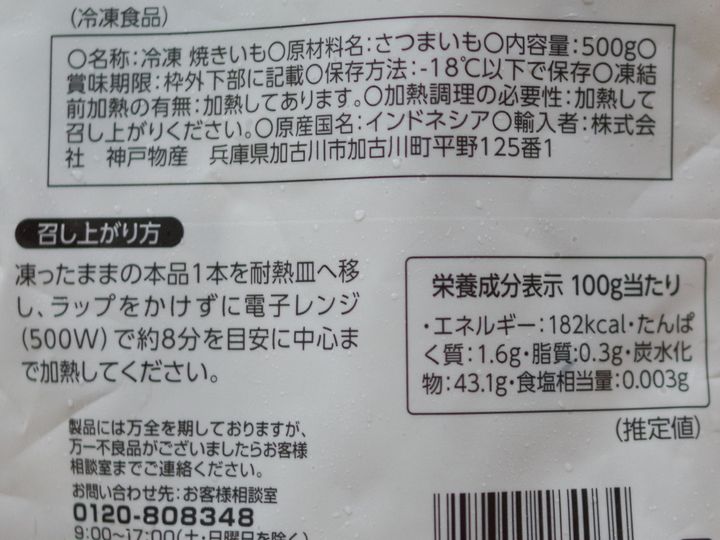 (冷凍食品)
○名称:冷凍 焼きいも○原材料名:さつまいも○内容量:500g○
賞味期限:枠外下部に記載○保存方法:-18℃以下で保存○凍結
前加熱の有無:加熱してあります。○加熱調理の必要性:加熱して
召し上がりください。○原産国名:インドネシア○輸入者:株式会
社 神戸物産 兵庫県加古川市加古川町平野125番1
召し上がり方
凍ったままの本品1本を耐熱皿へ移
し、ラップをかけずに電子レンジ
(500W)で約8分を目安に中心ま
で加熱してください。
栄養成分表示 100g当たり
・エネルギー:182kcal・たんぱ
く質:1.6g・脂質:0.3g・炭水化
物:43.1g・食塩相当量:0.003g
(推定値)
製品には万全を期しておりますが、
万一不良品がございましたらお客様
相談室までご連絡ください。
お問い合わせ先:お客様相談室
0120-808348
9:00〜17:00(土・日曜日を除く)